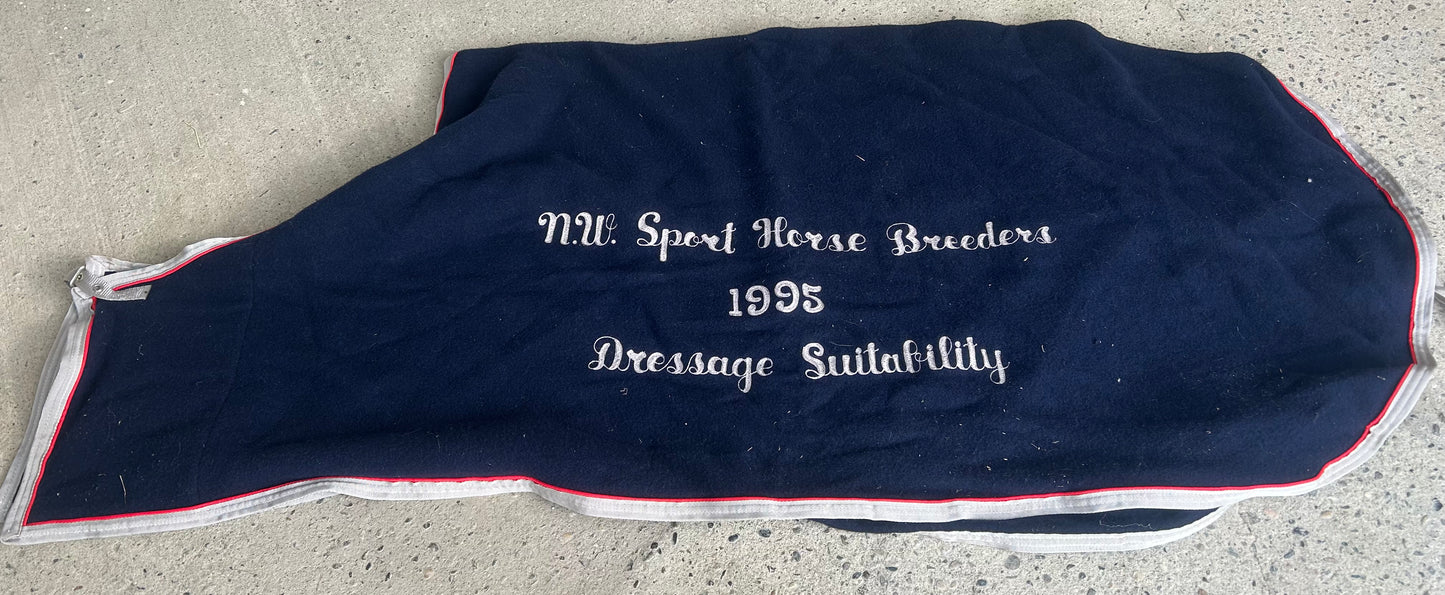 N.W. Sport Horse Breeders
1995
Dressage Suitability